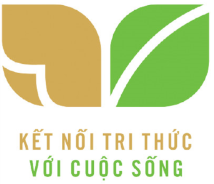 KẾT NỐI TRI THỨC
VỚI CUỘC SỐNG